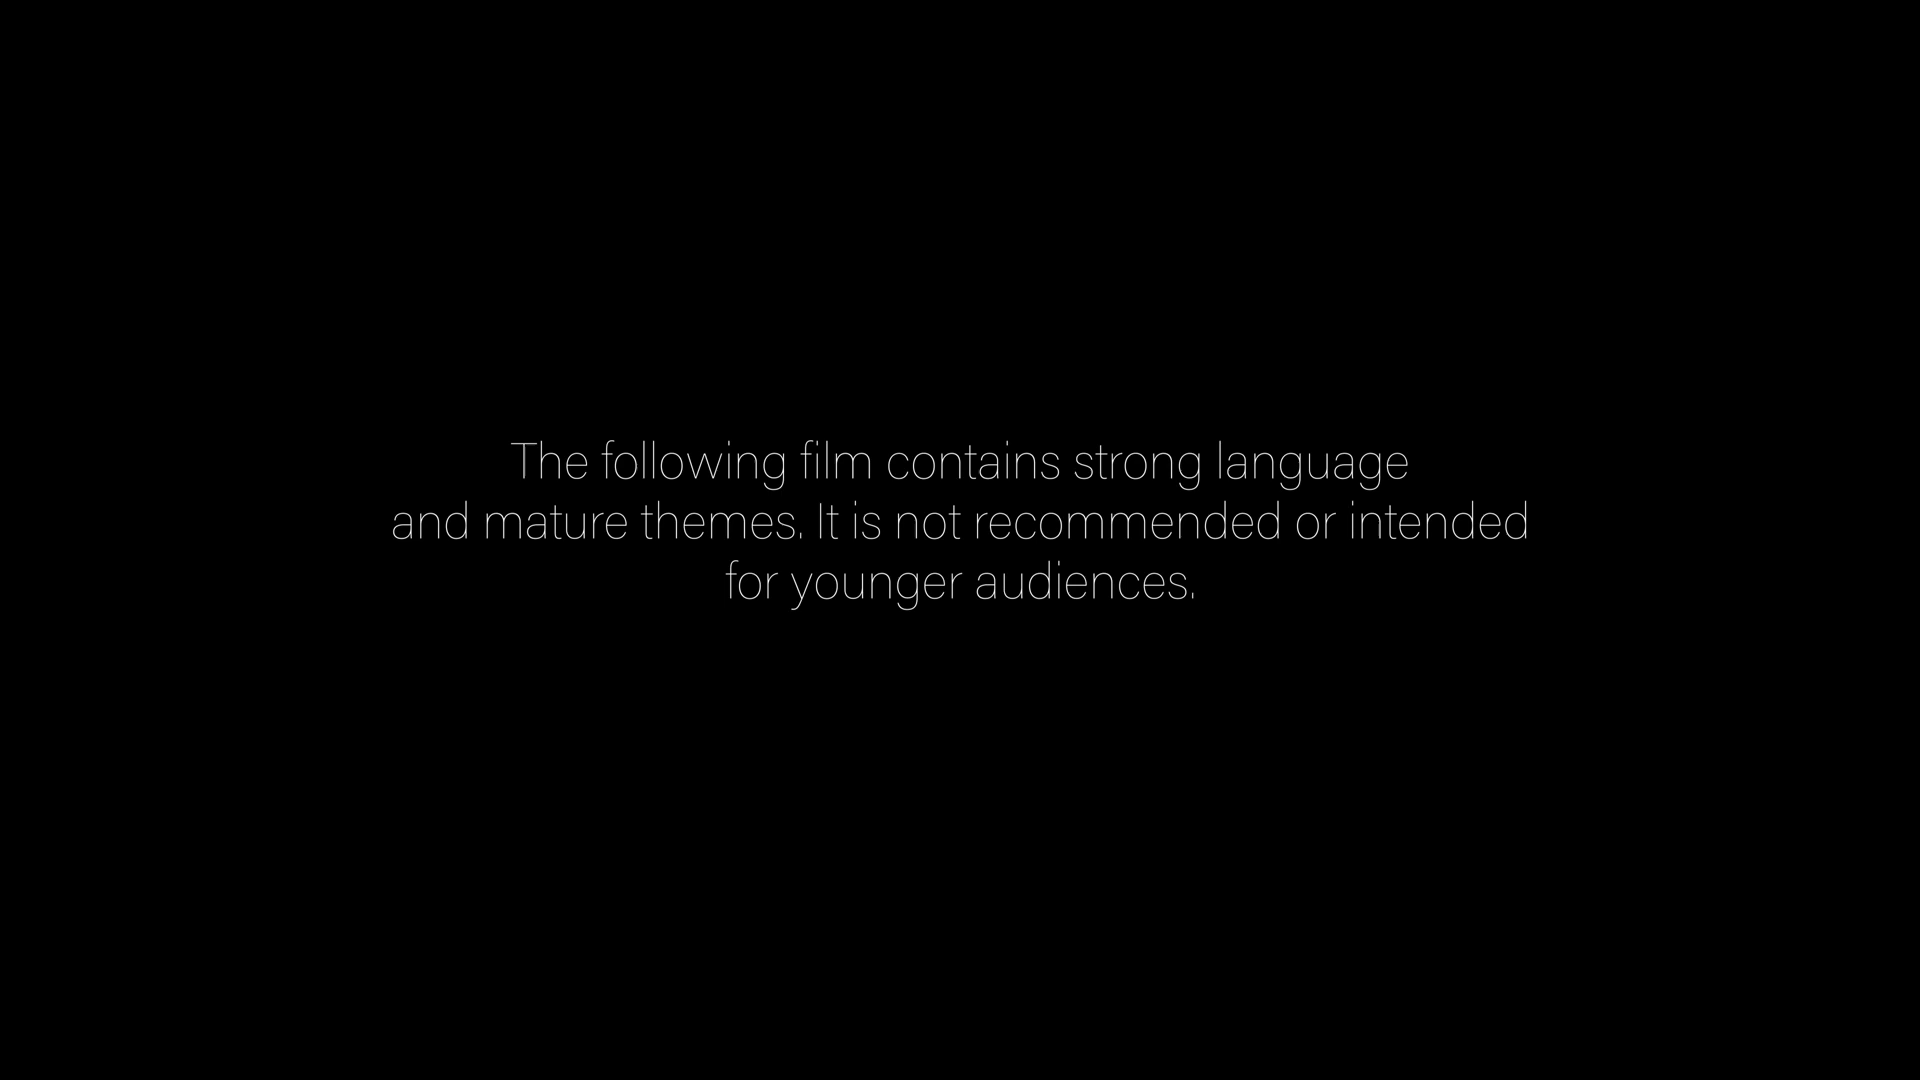 The following film contains strong language
and mature themes. It is not recommended or intended
for younger audiences.